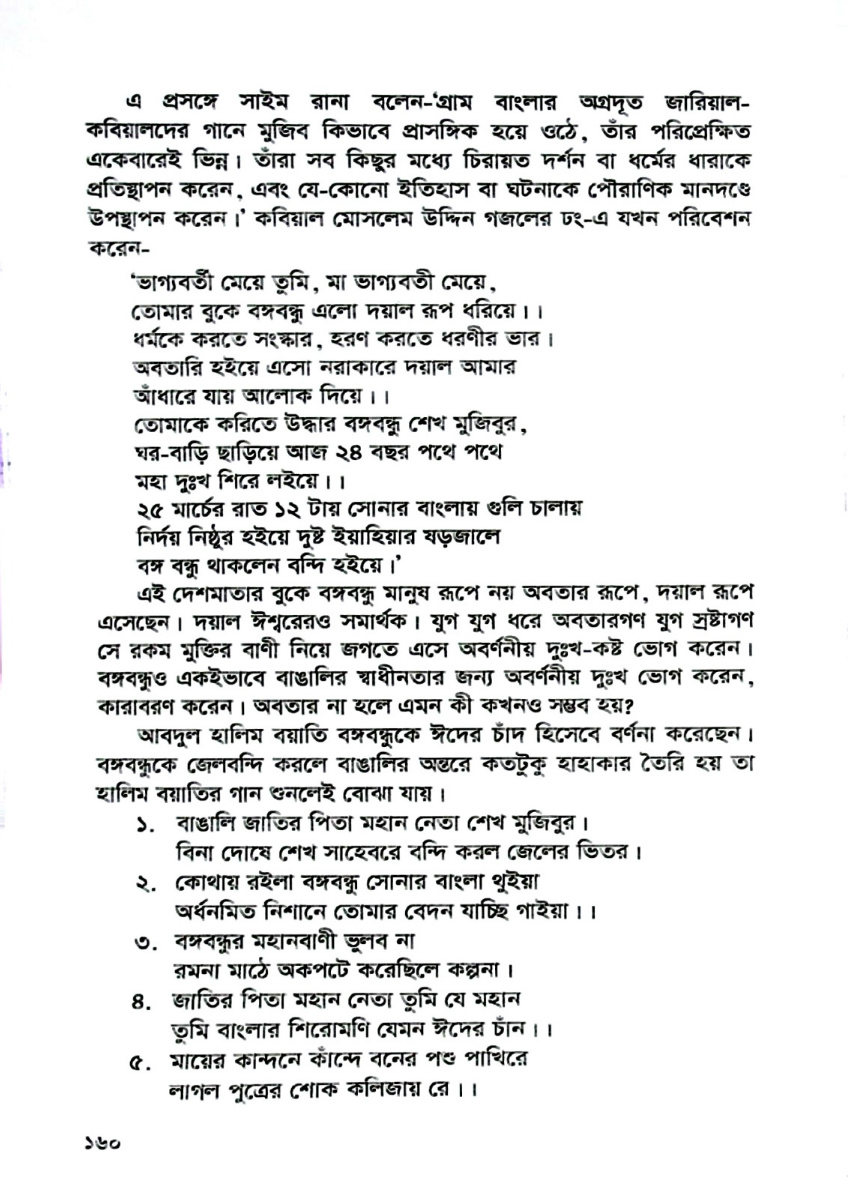 এ প্রসঙ্গে সাইম রানা বলেন-‘গ্রাম বাংলার অগ্রদূত জারিয়াল-
কবিয়ালদের গানে মুজিব কিভাবে প্রাসঙ্গিক হয়ে ওঠে, তাঁর পরিপ্রেক্ষিত
একেবারেই ভিন্ন। তাঁরা সব কিছুর মধ্যে চিরায়ত দর্শন বা ধর্মের ধারাকে
প্রতিস্থাপন করেন, এবং যে-কোনো ইতিহাস বা ঘটনাকে পৌরাণিক মানদণ্ডে
উপস্থাপন করেন।’ কবিয়াল মোসলেম উদ্দিন গজলের ঢং-এ যখন পরিবেশন
করেন-
‘ভাগ্যবর্তী মেয়ে তুমি, মা ভাগ্যবতী মেয়ে,
তোমার বুকে বঙ্গবন্ধু এলো দয়াল রূপ ধরিয়ে।।
ধর্মকে করতে সংস্কার, হরণ করতে ধরণীর ভার।
অবতারি হইয়ে এসো নরাকারে দয়াল আমার
আঁধারে যায় আলোক দিয়ে।।
তোমাকে করিতে উদ্ধার বঙ্গবন্ধু শেখ মুজিবুর,
ঘর-বাড়ি ছাড়িয়ে আজ ২৪ বছর পথে পথে
মহা দুঃখ শিরে লইয়ে।।
২৫ মার্চের রাত ১২ টায় সোনার বাংলায় গুলি চালায়
নির্দয় নিষ্ঠুর হইয়ে দুষ্ট ইয়াহিয়ার ষড়জালে
বঙ্গ বন্ধু থাকলেন বন্দি হইয়ে।’
এই দেশমাতার বুকে বঙ্গবন্ধু মানুষ রূপে নয় অবতার রূপে, দয়াল রূপে
এসেছেন। দয়াল ঈশ্বরেরও সমার্থক। যুগ যুগ ধরে অবতারগণ যুগ স্রষ্টাগণ
সে রকম মুক্তির বাণী নিয়ে জগতে এসে অবর্ণনীয় দুঃখ-কষ্ট ভোগ করেন।
বঙ্গবন্ধুও একইভাবে বাঙালির স্বাধীনতার জন্য অবর্ণনীয় দুঃখ ভোগ করেন,
কারাবরণ করেন। অবতার না হলে এমন কী কখনও সম্ভব হয়?
আবদুল হালিম বয়াতি বঙ্গবন্ধুকে ঈদের চাঁদ হিসেবে বর্ণনা করেছেন।
বঙ্গবন্ধুকে জেলবন্দি করলে বাঙালির অন্তরে কতটুকু হাহাকার তৈরি হয় তা
হালিম বয়াতির গান শুনলেই বোঝা যায়।
১. বাঙালি জাতির পিতা মহান নেতা শেখ মুজিবুর।
বিনা দোষে শেখ সাহেবরে বন্দি করল জেলের ভিতর।
২. কোথায় রইলা বঙ্গবন্ধু সোনার বাংলা থুইয়া
অর্ধনমিত নিশানে তোমার বেদন যাচ্ছি গাইয়া।।
৩. বঙ্গবন্ধুর মহানবাণী ভুলব না
রমনা মাঠে অকপটে করেছিলে কল্পনা।
৪. জাতির পিতা মহান নেতা তুমি যে মহান
তুমি বাংলার শিরোমণি যেমন ঈদের চাঁন।।
৫. মায়ের কান্দনে কাঁন্দে বনের পশু পাখিরে
লাগল পুত্রের শোক কলিজায় রে।।
১৬০